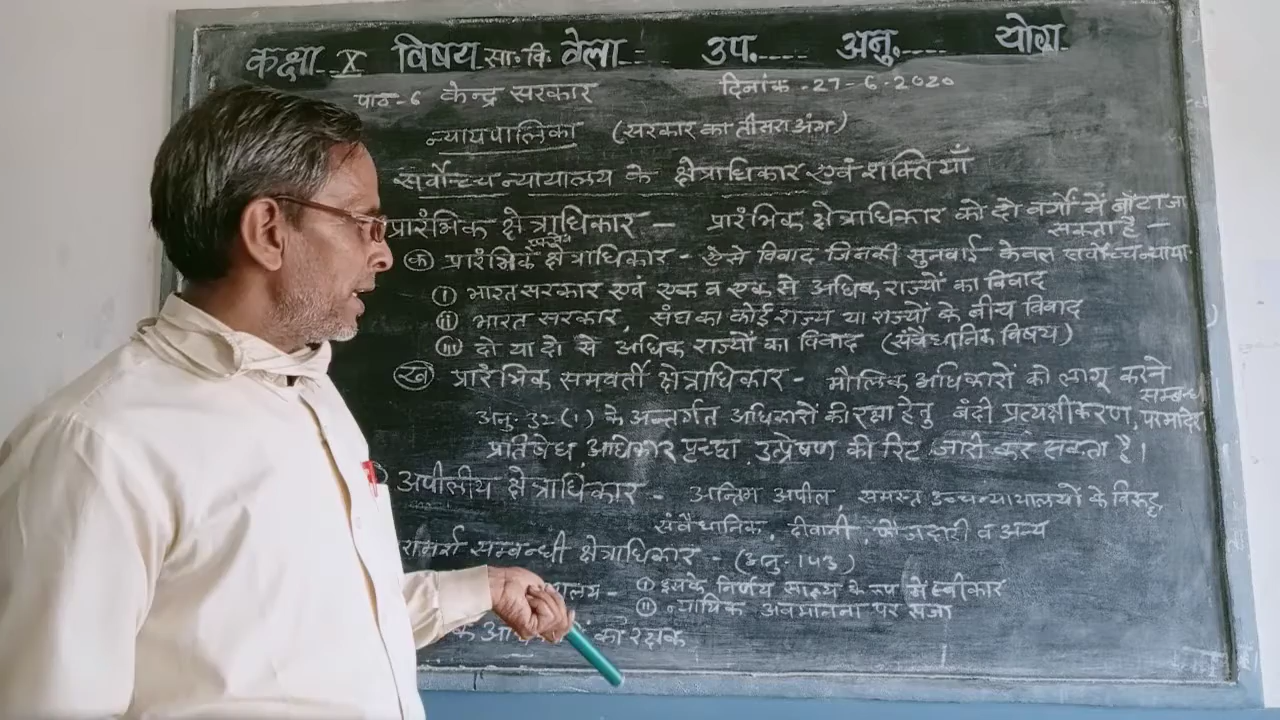 कक्षा...X विषय सा.वि. वेला.... उप..... अनु..... योग
पाठ-6 केन्द्र सरकार दिनांक.27-6-2020
न्यायपालिका (सरकार का तीसरा अंग)
सर्वोच्च न्यायालय के क्षेत्राधिकार एवं शक्तियाँ
प्रारंभिक क्षेत्राधिकार - प्रारंभिक क्षेत्राधिकार को दो वर्गो में बाँटा जा
सकता है -
(क) प्रारंभिक क्षेत्राधिकार - ऐसे विवाद जिनकी सुनवाई केवल सर्वोच्च न्याया.
(i) भारत सरकार एवं एक व एक से अधिक राज्यों का विवाद
(ii) भारत सरकार, संघ का कोई राज्य या राज्यों के बीच विवाद
(iii) दो या दो से अधिक राज्यों का विवाद (संवैधानिक विषय)
(ख) प्रारंभिक समवर्ती क्षेत्राधिकार - मौलिक अधिकारों को लागू करने
सम्बन्ध
अनु. 32(1) के अन्तर्गत अधिकारों की रक्षा हेतु बंदी प्रत्यक्षीकरण, परमादेश
प्रतिषेध, अधिकार पृच्छा, उत्प्रेषण की रिट जारी कर सकता है।
अपीलीय क्षेत्राधिकार - अन्तिम अपील, समस्त उच्च न्यायालयों के विरूद्ध
संवैधानिक, दीवानी, फौजदारी व अन्य
सम्बन्धी क्षेत्राधिकार - (अनु. 143)
(i) इसके निर्णय साक्ष्य के रूप में स्वीकार
(ii) न्यायिक अवमानना पर सजा
का रक्षक